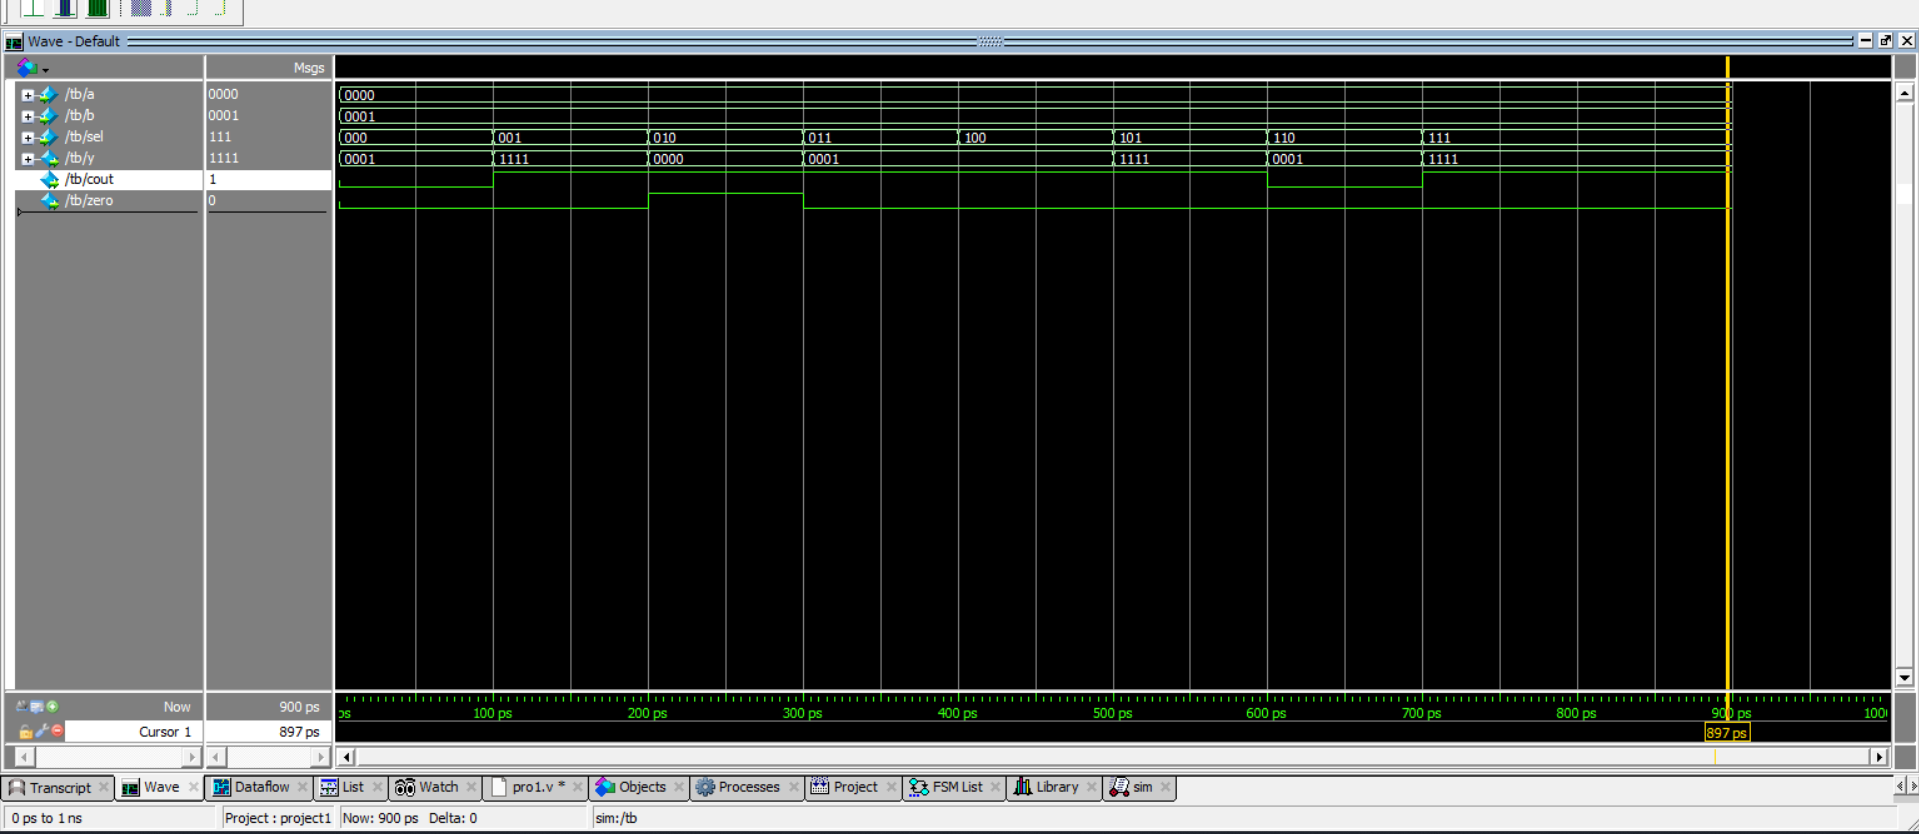 Wave - Default
Msgs
/tb/a 0000 0000
/tb/b 0001 0001
/tb/sel 111 000 001 010 011 100 101 110 111
/tb/y 1111 0001 1111 0000 0001 1111 0001 1111
/tb/cout 1
/tb/zero 0
Now 900 ps
ps 100 ps 200 ps 300 ps 400 ps 500 ps 600 ps 700 ps 800 ps 900 ps 1000
Cursor 1 897 ps 897 ps
Transcript Wave Dataflow List Watch pro1.v * Objects Processes Project FSM List Library sim
0 ps to 1 ns Project : project1 Now: 900 ps Delta: 0 sim:/tb